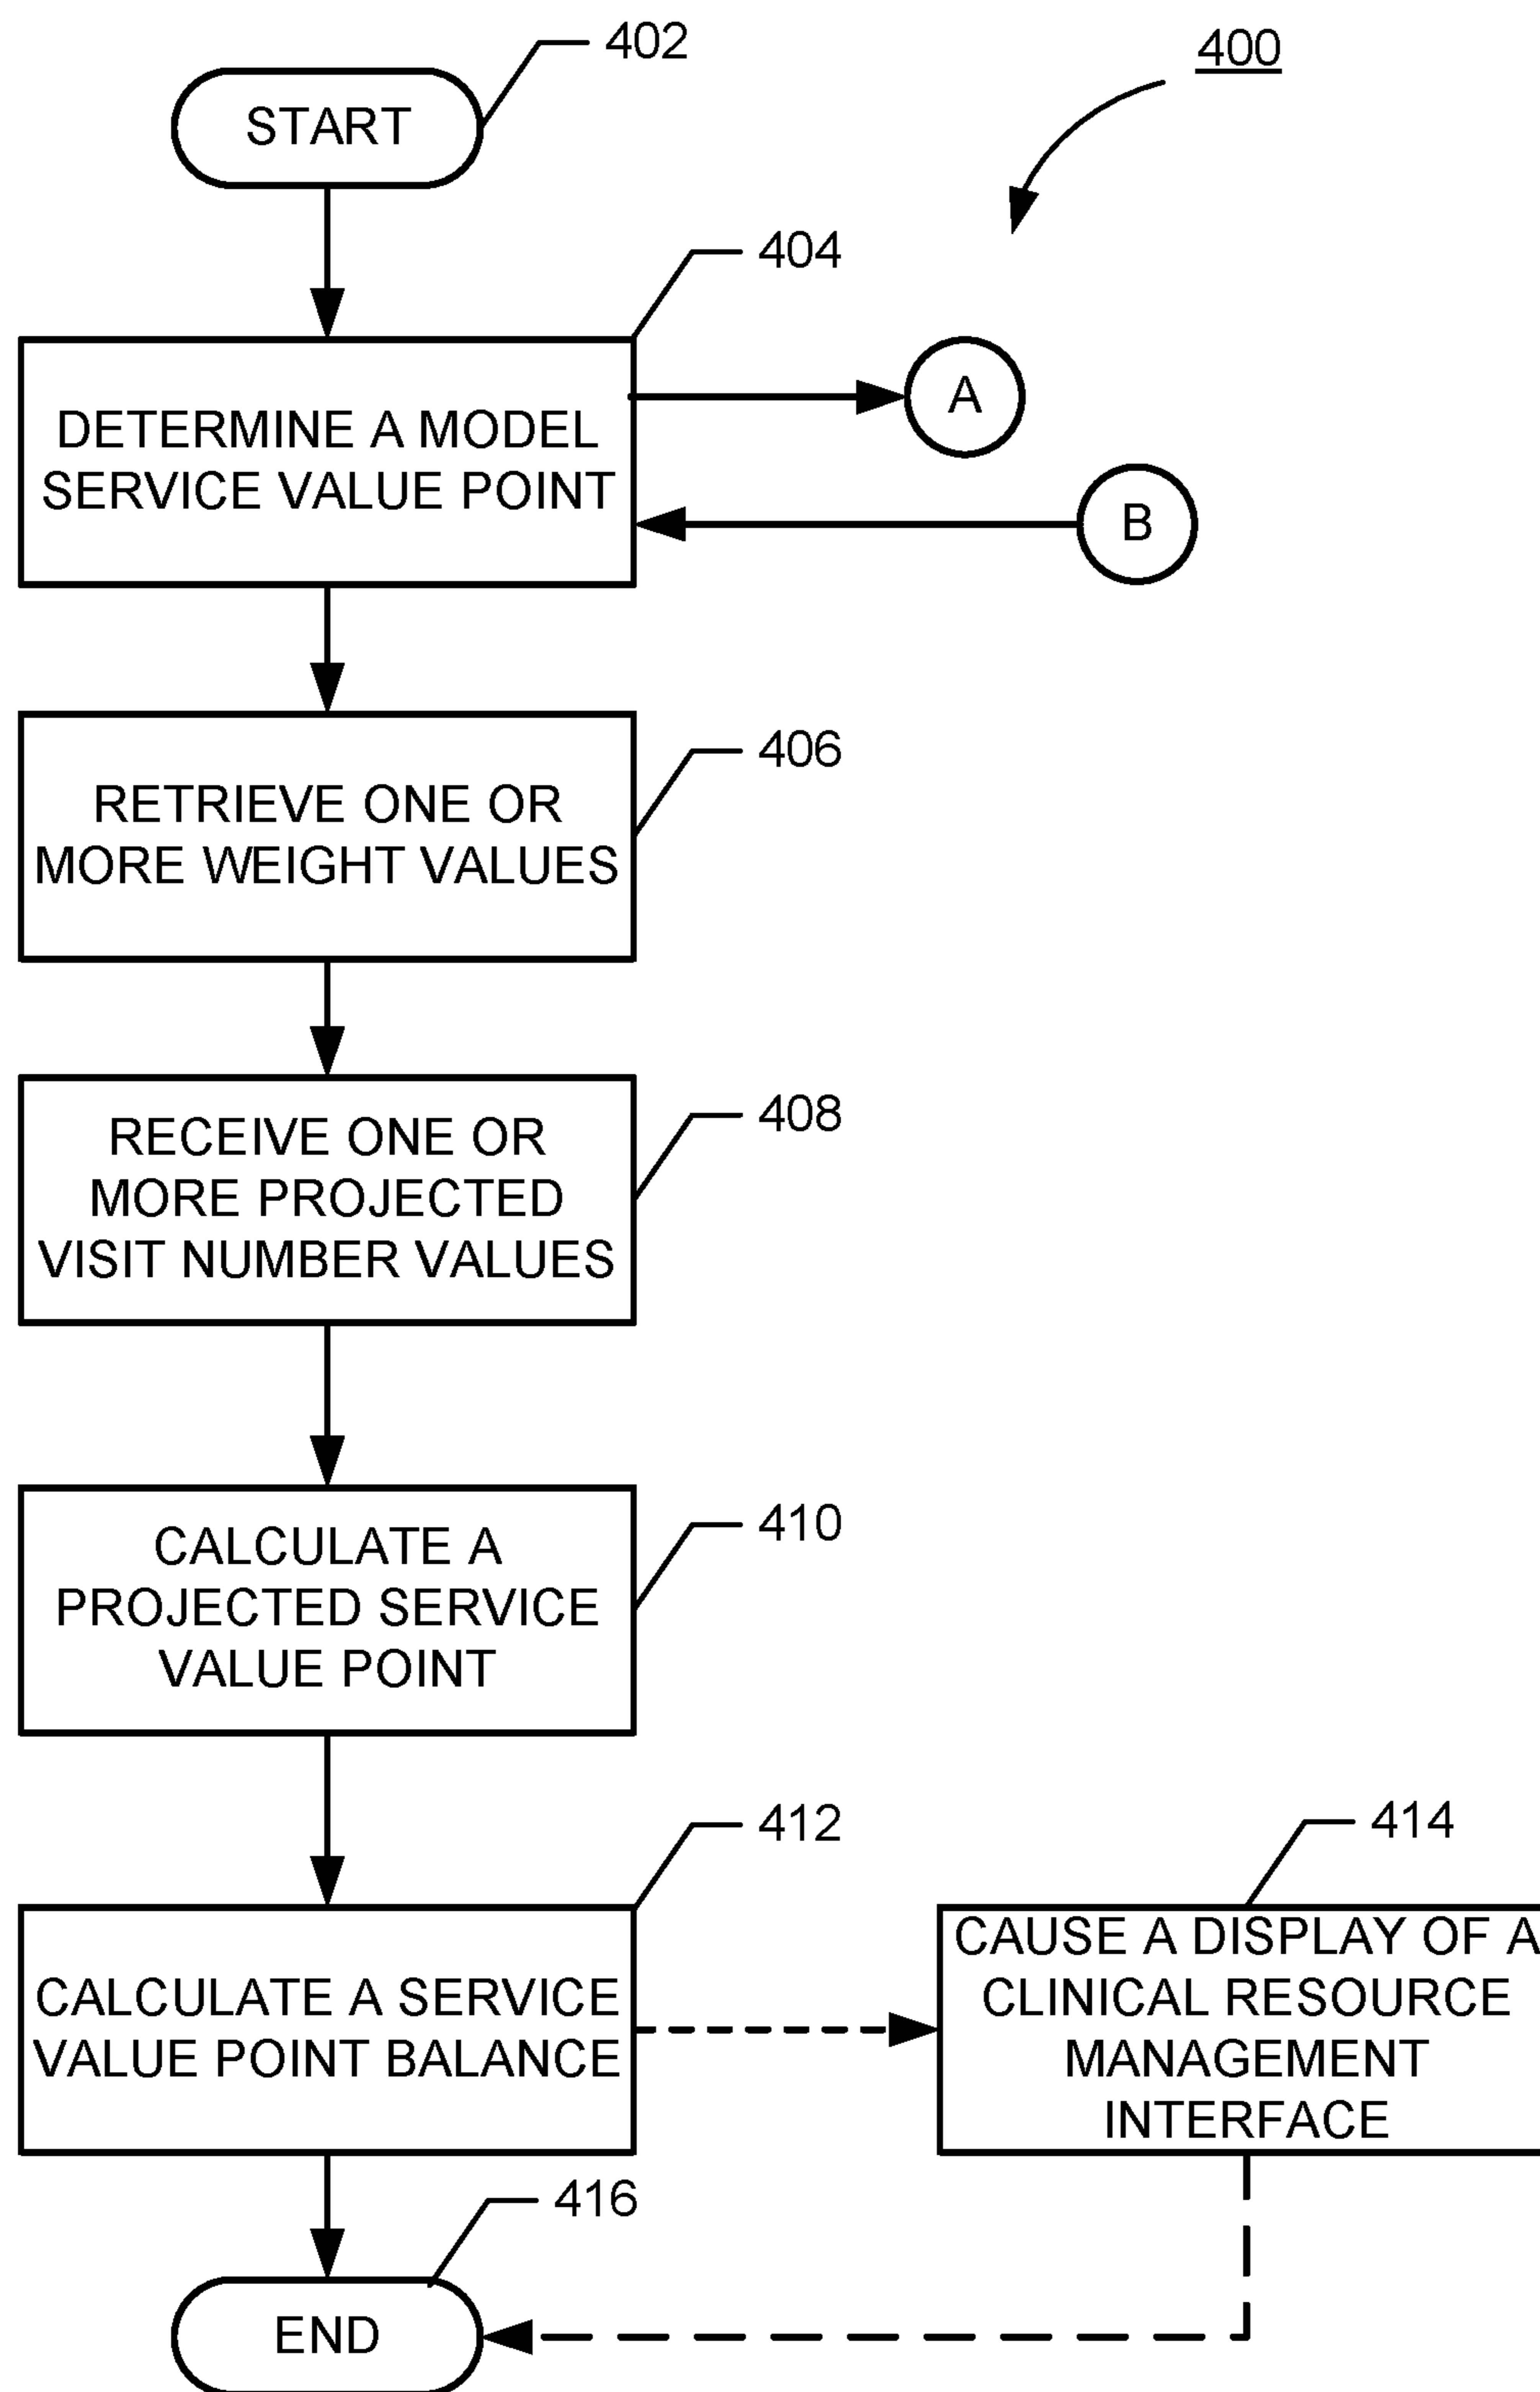 402
400
START
404
A
DETERMINE A MODEL
SERVICE VALUE POINT
B
406
RETRIEVE ONE OR
MORE WEIGHT VALUES
408
RECEIVE ONE OR
MORE PROJECTED
VISIT NUMBER VALUES
410
CALCULATE A
PROJECTED SERVICE
VALUE POINT
412
414
CALCULATE A SERVICE
VALUE POINT BALANCE
CAUSE A DISPLAY OF A
CLINICAL RESOURCE
MANAGEMENT
INTERFACE
416
END